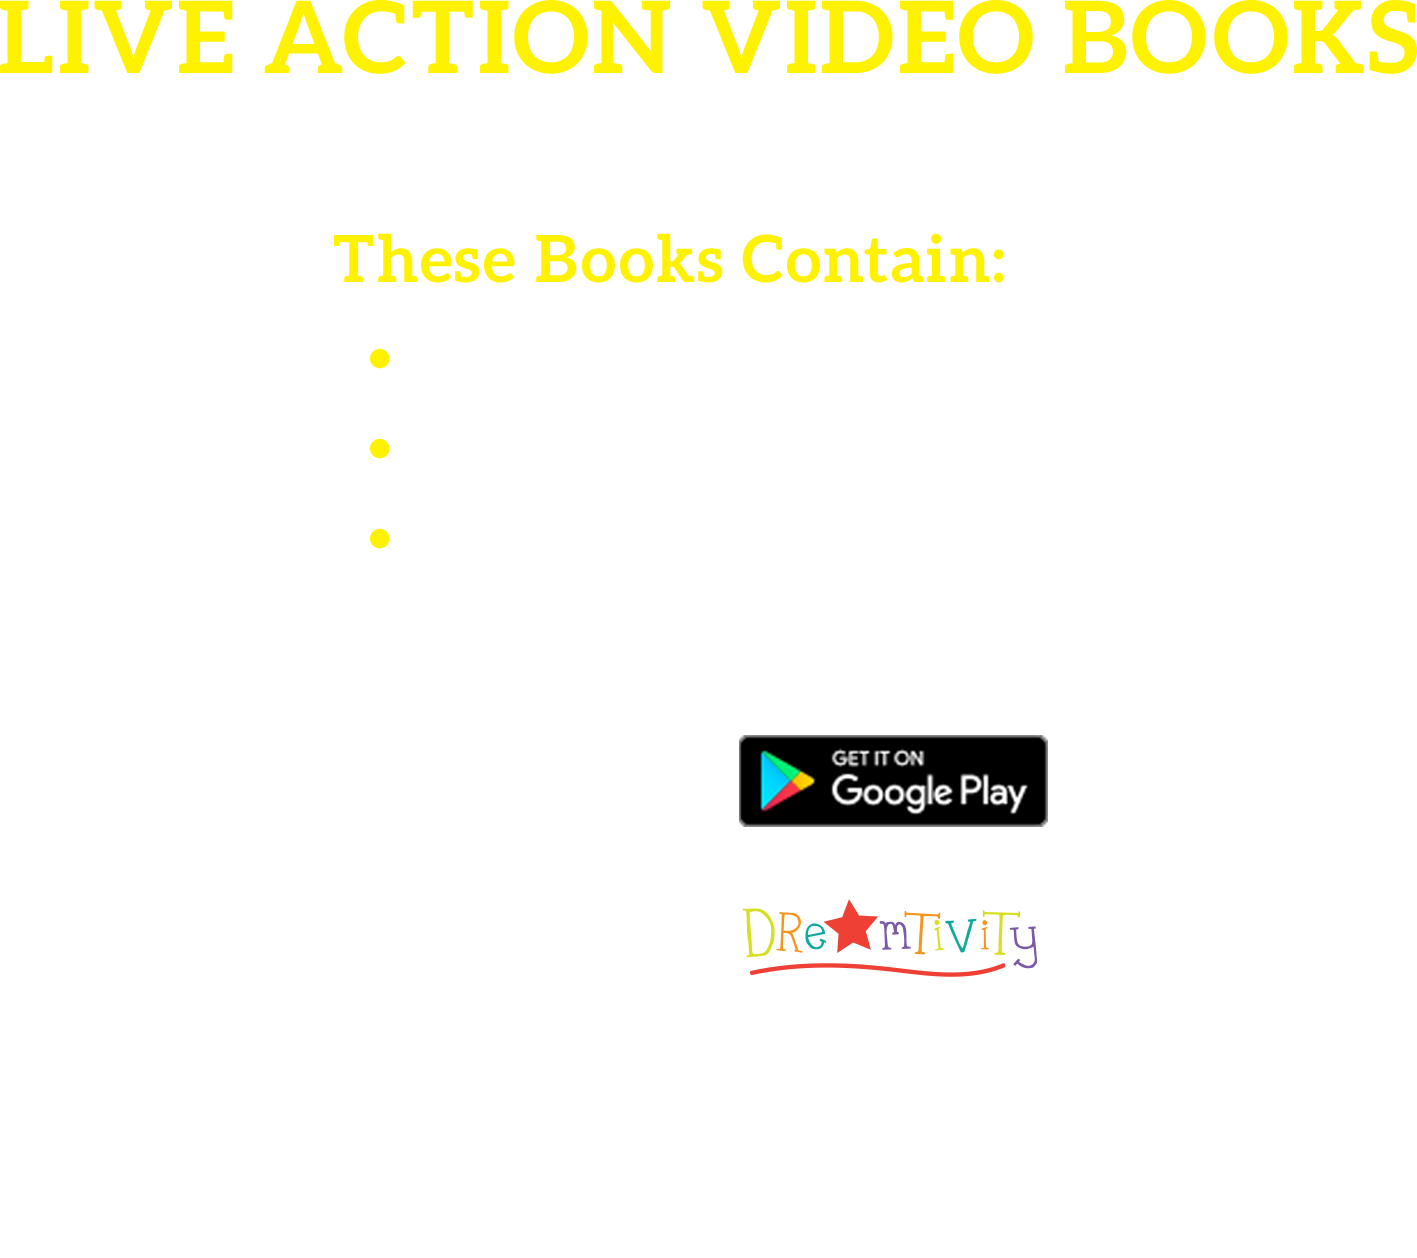 LIVE ACTION VIDEO BOOKS
These Books Contain:
•
•
•
GET IT ON
Google Play
DReamTiviTy